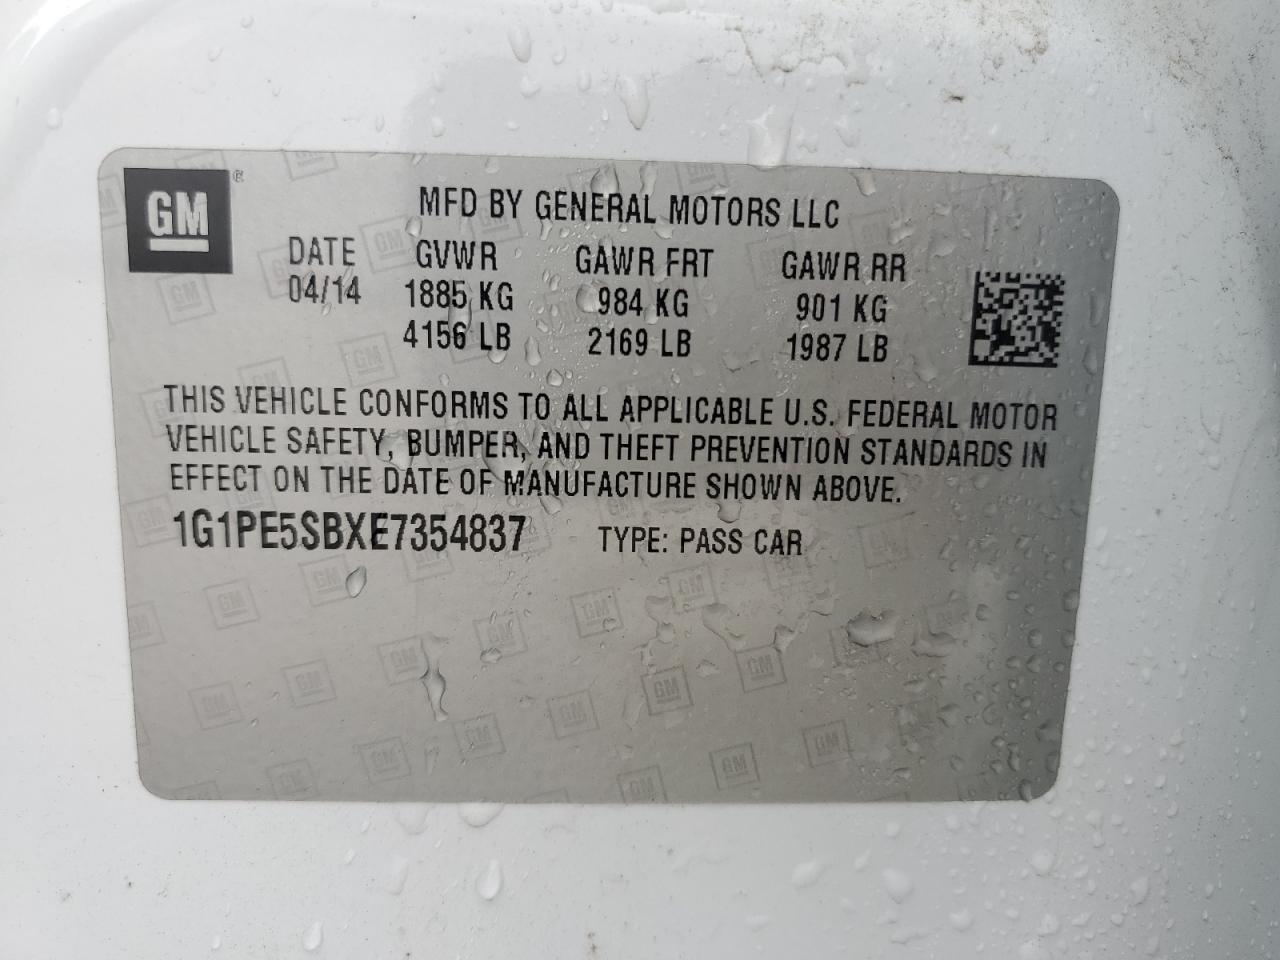 GM®
MFD BY GENERAL MOTORS LLC
DATE GVWR GAWR FRT GAWR RR
04/14 1885 KG 984 KG 901 KG
4156 LB 2169 LB 1987 LB
THIS VEHICLE CONFORMS TO ALL APPLICABLE U.S. FEDERAL MOTOR
VEHICLE SAFETY, BUMPER, AND THEFT PREVENTION STANDARDS IN
EFFECT ON THE DATE OF MANUFACTURE SHOWN ABOVE.
1G1PE5SBXE7354837 TYPE: PASS CAR